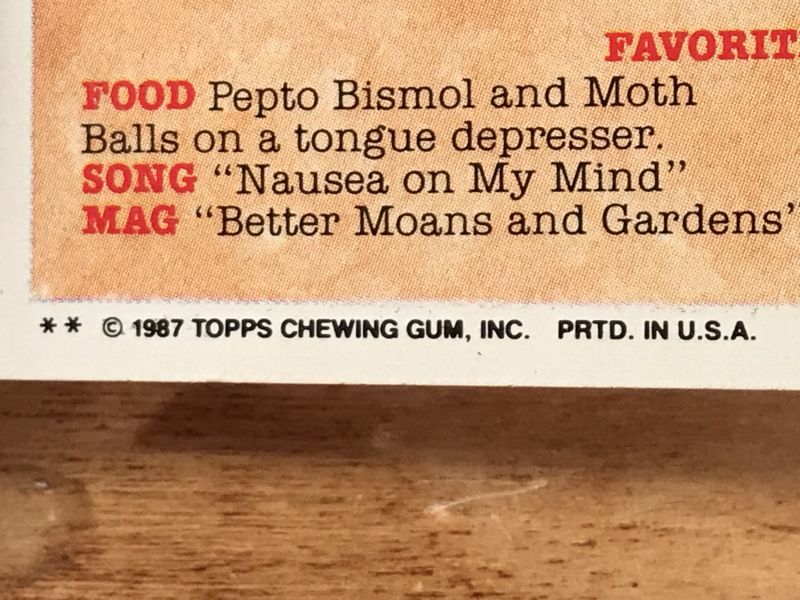 FAVORIT
FOOD Pepto Bismol and Moth
Balls on a tongue depresser.
SONG “Nausea on My Mind”
MAG “Better Moans and Gardens”
** © 1987 TOPPS CHEWING GUM, INC. PRTD. IN U.S.A.